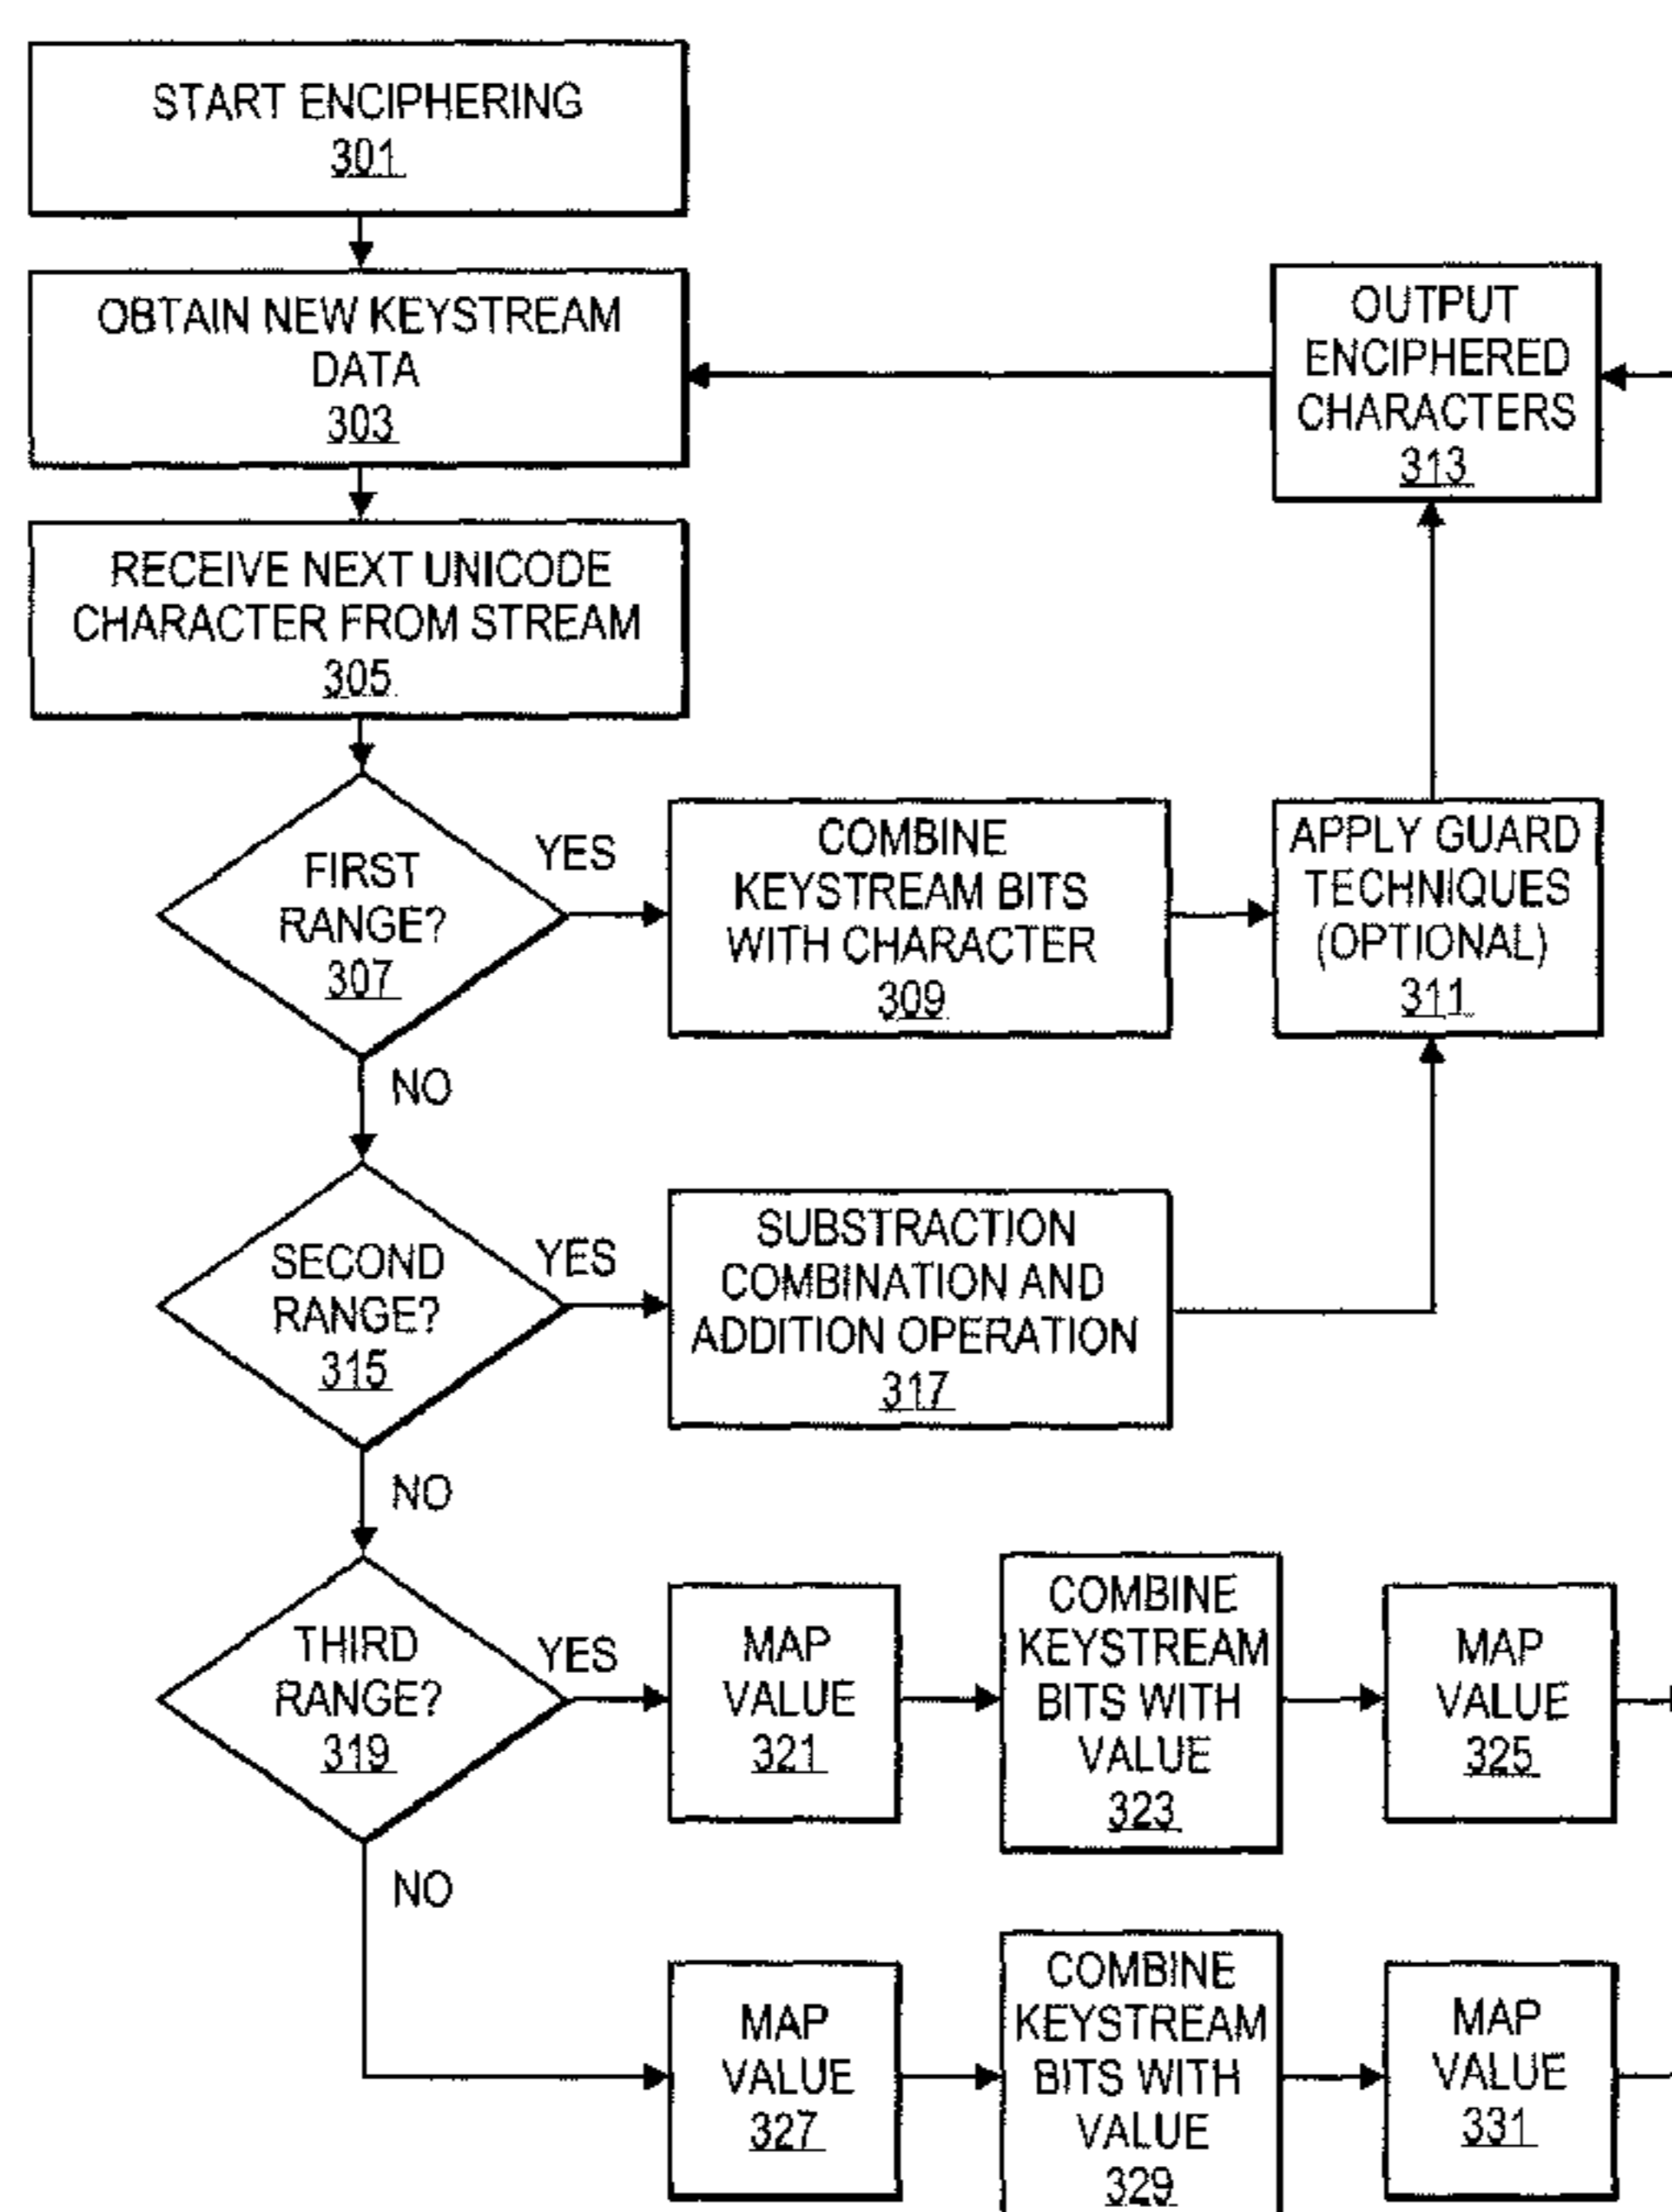 START ENCIPHERING
301
OBTAIN NEW KEYSTREAM
DATA
303
OUTPUT
ENCIPHERED
CHARACTERS
313
RECEIVE NEXT UNICODE
CHARACTER FROM STREAM
305
FIRST
RANGE?
307
YES
COMBINE
KEYSTREAM BITS
WITH CHARACTER
309
APPLY GUARD
TECHNIQUES
(OPTIONAL)
311
NO
SECOND
RANGE?
315
YES
SUBSTRACTION
COMBINATION AND
ADDITION OPERATION
317
NO
THIRD
RANGE?
319
YES
MAP
VALUE
321
COMBINE
KEYSTREAM
BITS WITH
VALUE
323
MAP
VALUE
325
NO
MAP
VALUE
327
COMBINE
KEYSTREAM
BITS WITH
VALUE
329
MAP
VALUE
331